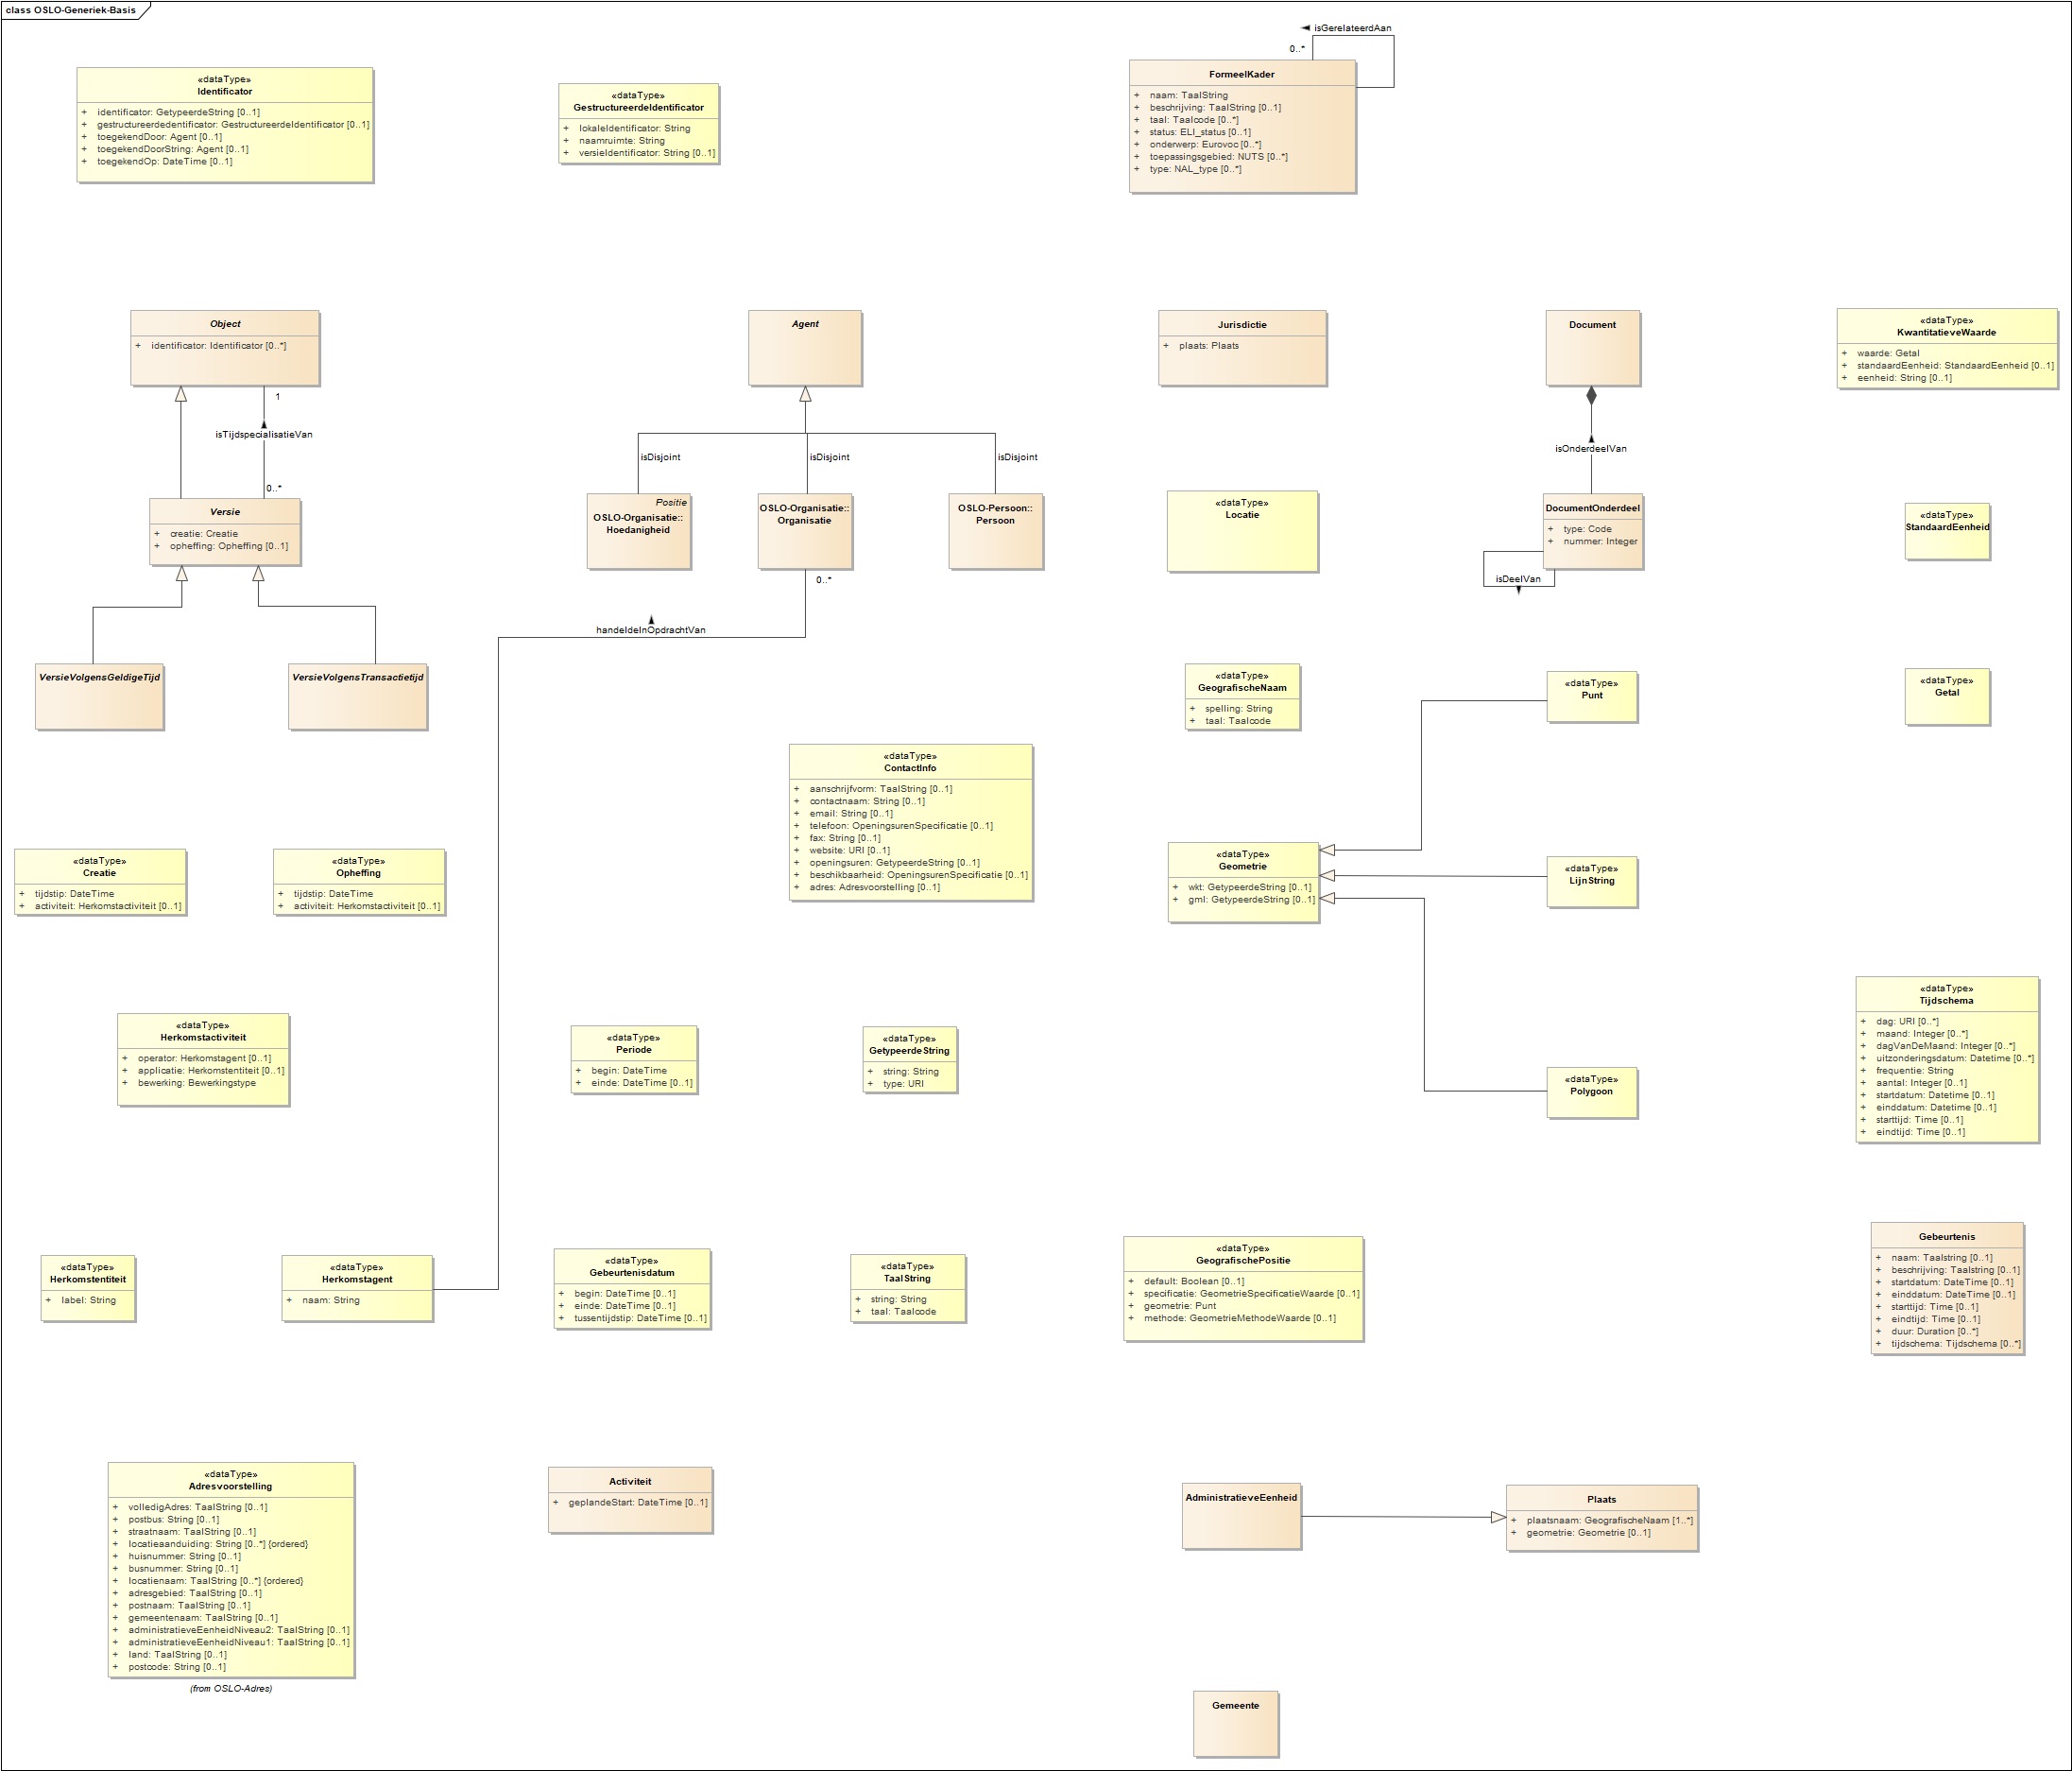 class OSLO-Generiek-Basis
«dataType»
Identificator
+ identificator: GetypeerdeString [0..1]
+ gestructureerdedentificator: GestructureerdeIdentificator [0..1]
+ toegekendDoor: Agent [0..1]
+ toegekendDoorString: Agent [0..1]
+ toegekendOp: DateTime [0..1]
«dataType»
GestructureerdeIdentificator
+ lokaleIdentificator: String
+ naamruimte: String
+ versieIdentificator: String [0..1]
isGerelateerdAan
0..*
FormeelKader
+ naam: TaalString
+ beschrijving: TaalString [0..1]
+ taal: Taalcode [0..*]
+ status: ELI_status [0..1]
+ onderwerp: Eurovoc [0..*]
+ toepassingsgebied: NUTS [0..*]
+ type: NAL_type [0..*]
Object
+ identificator: Identificator [0..*]
1
isTijdspecialisatieVan
0..*
Versie
+ creatie: Creatie
+ opheffing: Opheffing [0..1]
VersieVolgensGeldigeTijd
VersieVolgensTransactietijd
Agent
isDisjoint
isDisjoint
isDisjoint
Positie
OSLO-Organisatie::
Hoedanigheid
OSLO-Organisatie::
Organisatie
OSLO-Persoon::
Persoon
0..*
handeldeInOpdrachtVan
Jurisdictie
+ plaats: Plaats
Document
isOnderdeelVan
DocumentOnderdeel
+ type: Code
+ nummer: Integer
isDeelVan
«dataType»
KwantitatieveWaarde
+ waarde: Getal
+ standaardEenheid: StandaardEenheid [0..1]
+ eenheid: String [0..1]
«dataType»
Locatie
«dataType»
StandaardEenheid
«dataType»
GeografischeNaam
+ spelling: String
+ taal: Taalcode
«dataType»
Punt
«dataType»
Getal
«dataType»
ContactInfo
+ aanschrijfvorm: TaalString [0..1]
+ contactnaam: String [0..1]
+ email: String [0..1]
+ telefoon: OpeningsurenSpecificatie [0..1]
+ fax: String [0..1]
+ website: URI [0..1]
+ openingsuren: GetypeerdeString [0..1]
+ beschikbaarheid: OpeningsurenSpecificatie [0..1]
+ adres: Adresvoorstelling [0..1]
«dataType»
Creatie
+ tijdstip: DateTime
+ activiteit: Herkomstactiviteit [0..1]
«dataType»
Opheffing
+ tijdstip: DateTime
+ activiteit: Herkomstactiviteit [0..1]
«dataType»
Geometrie
+ wkt: GetypeerdeString [0..1]
+ gml: GetypeerdeString [0..1]
«dataType»
LijnString
«dataType»
Herkomstactiviteit
+ operator: Herkomstagent [0..1]
+ applicatie: Herkomstentiteit [0..1]
+ bewerking: Bewerkingstype
«dataType»
Periode
+ begin: DateTime
+ einde: DateTime [0..1]
«dataType»
GetypeerdeString
+ string: String
+ type: URI
«dataType»
Polygoon
«dataType»
Tijdschema
+ dag: URI [0..*]
+ maand: Integer [0..*]
+ dagVanDeMaand: Integer [0..*]
+ uitzonderingsdatum: Datetime [0..*]
+ frequentie: String
+ aantal: Integer [0..1]
+ startdatum: Datetime [0..1]
+ einddatum: Datetime [0..1]
+ starttijd: Time [0..1]
+ eindtijd: Time [0..1]
«dataType»
Herkomstentiteit
+ label: String
«dataType»
Herkomstagent
+ naam: String
«dataType»
Gebeurtenisdatum
+ begin: DateTime [0..1]
+ einde: DateTime [0..1]
+ tussentijdstip: DateTime [0..1]
«dataType»
TaalString
+ string: String
+ taal: Taalcode
«dataType»
GeografischePositie
+ default: Boolean [0..1]
+ specificatie: GeometrieSpecificatieWaarde [0..1]
+ geometrie: Punt
+ methode: GeometrieMethodeWaarde [0..1]
Gebeurtenis
+ naam: Taalstring [0..1]
+ beschrijving: Taalstring [0..1]
+ startdatum: DateTime [0..1]
+ einddatum: DateTime [0..1]
+ starttijd: Time [0..1]
+ eindtijd: Time [0..1]
+ duur: Duration [0..*]
+ tijdschema: Tijdschema [0..*]
«dataType»
Adresvoorstelling
+ volledigAdres: TaalString [0..1]
+ postbus: String [0..1]
+ straatnaam: TaalString [0..1]
+ locatieaanduiding: String [0..*] {ordered}
+ huisnummer: String [0..1]
+ busnummer: String [0..1]
+ locatienaam: TaalString [0..*] {ordered}
+ adresgebied: TaalString [0..1]
+ postnaam: TaalString [0..1]
+ gemeentenaam: TaalString [0..1]
+ administratieveEenheidNiveau2: TaalString [0..1]
+ administratieveEenheidNiveau1: TaalString [0..1]
+ land: TaalString [0..1]
+ postcode: String [0..1]
(from OSLO-Adres)
Activiteit
+ geplandeStart: DateTime [0..1]
AdministratieveEenheid
Plaats
+ plaatsnaam: GeografischeNaam [1..*]
+ geometrie: Geometrie [0..1]
Gemeente